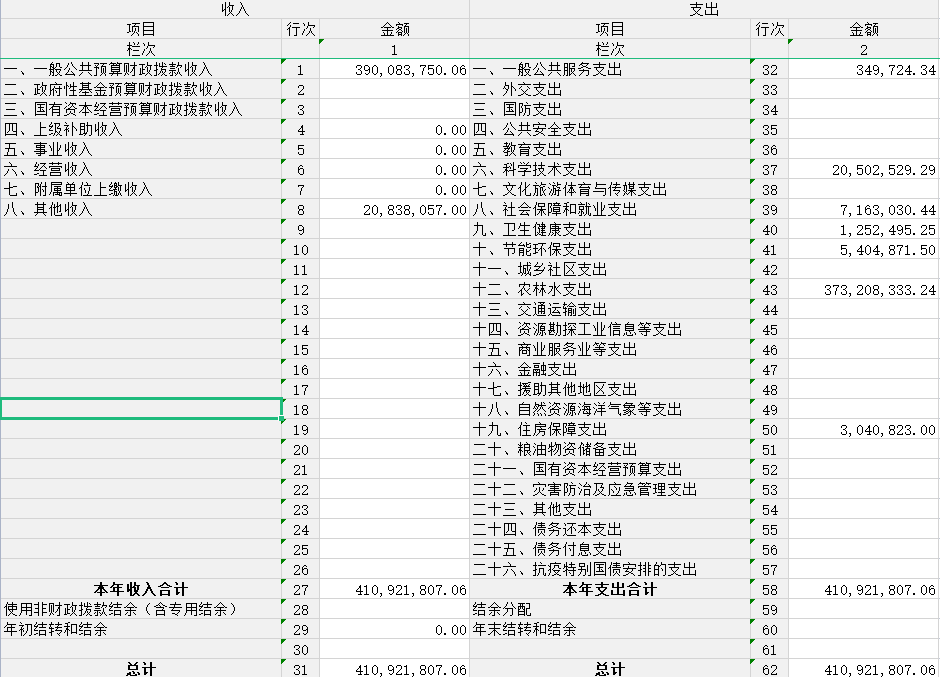 收入 支出
项目 行次 金额 项目 行次 金额
栏次 1 栏次 2
一、一般公共预算财政拨款收入 1 390,083,750.06 一、一般公共服务支出 32 349,724.34
二、政府性基金预算财政拨款收入 2 二、外交支出 33
三、国有资本经营预算财政拨款收入 3 三、国防支出 34
四、上级补助收入 4 0.00 四、公共安全支出 35
五、事业收入 5 0.00 五、教育支出 36
六、经营收入 6 0.00 六、科学技术支出 37 20,502,529.29
七、附属单位上缴收入 7 0.00 七、文化旅游体育与传媒支出 38
八、其他收入 8 20,838,057.00 八、社会保障和就业支出 39 7,163,030.44
9 九、卫生健康支出 40 1,252,495.25
10 十、节能环保支出 41 5,404,871.50
11 十一、城乡社区支出 42
12 十二、农林水支出 43 373,208,333.24
13 十三、交通运输支出 44
14 十四、资源勘探工业信息等支出 45
15 十五、商业服务业等支出 46
16 十六、金融支出 47
17 十七、援助其他地区支出 48
18 十八、自然资源海洋气象等支出 49
19 十九、住房保障支出 50 3,040,823.00
20 二十、粮油物资储备支出 51
21 二十一、国有资本经营预算支出 52
22 二十二、灾害防治及应急管理支出 53
23 二十三、其他支出 54
24 二十四、债务还本支出 55
25 二十五、债务付息支出 56
26 二十六、抗疫特别国债安排的支出 57
本年收入合计 27 410,921,807.06 本年支出合计 58 410,921,807.06
使用非财政拨款结余（含专用结余） 28 结余分配 59
年初结转和结余 29 0.00 年末结转和结余 60
30 61
总计 31 410,921,807.06 总计 62 410,921,807.06